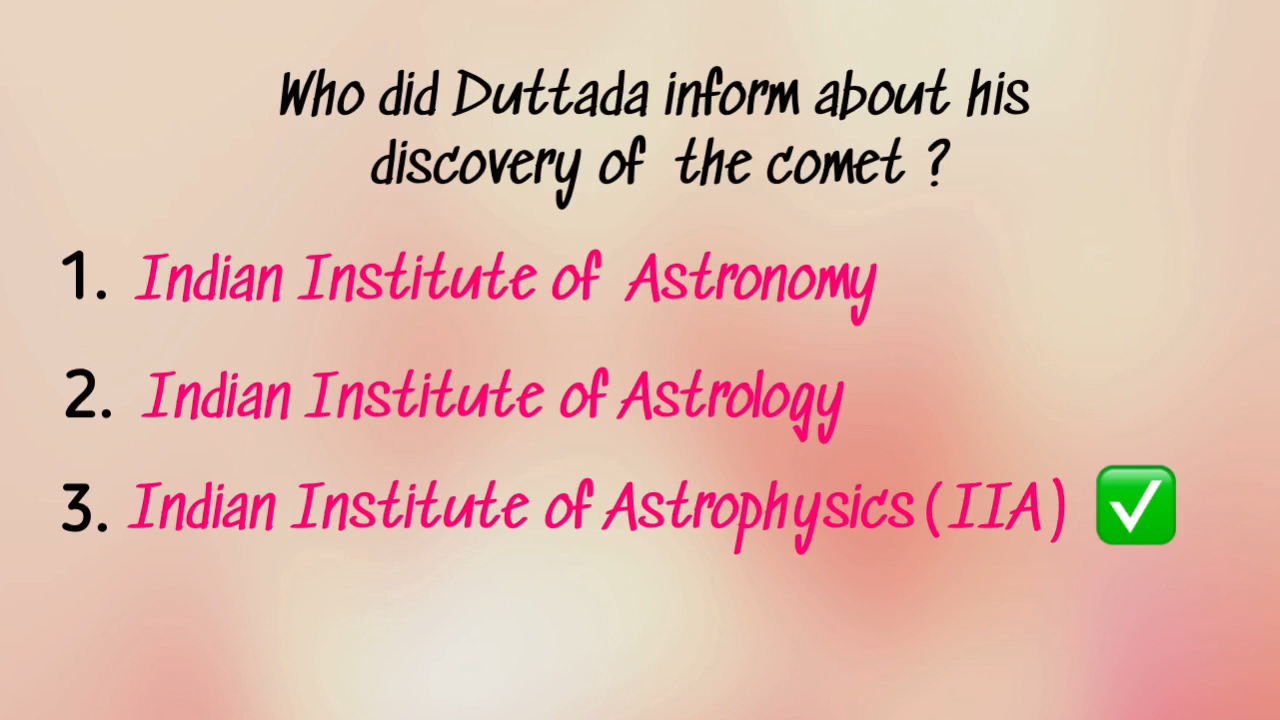 Who did Duttada inform about his
discovery of the comet ?
1. Indian Institute of Astronomy
2. Indian Institute of Astrology
3. Indian Institute of Astrophysics (IIA) ✅